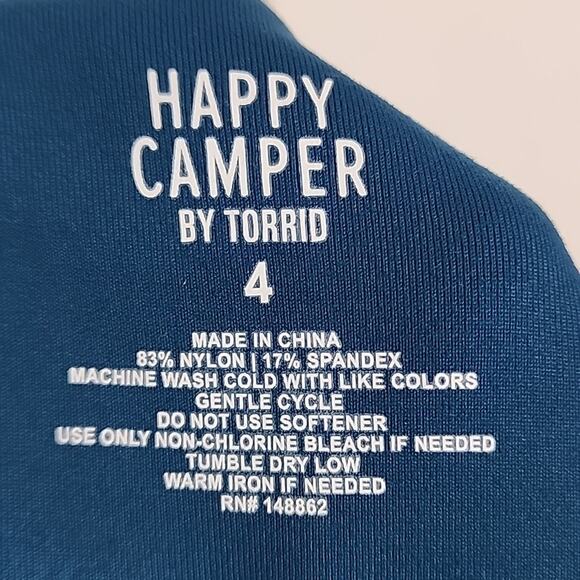 HAPPY
CAMPER
BY TORRID
4
MADE IN CHINA
83% NYLON | 17% SPANDEX
MACHINE WASH COLD WITH LIKE COLORS
GENTLE CYCLE
DO NOT USE SOFTENER
USE ONLY NON-CHLORINE BLEACH IF NEEDED
TUMBLE DRY LOW
WARM IRON IF NEEDED
RN# 148862